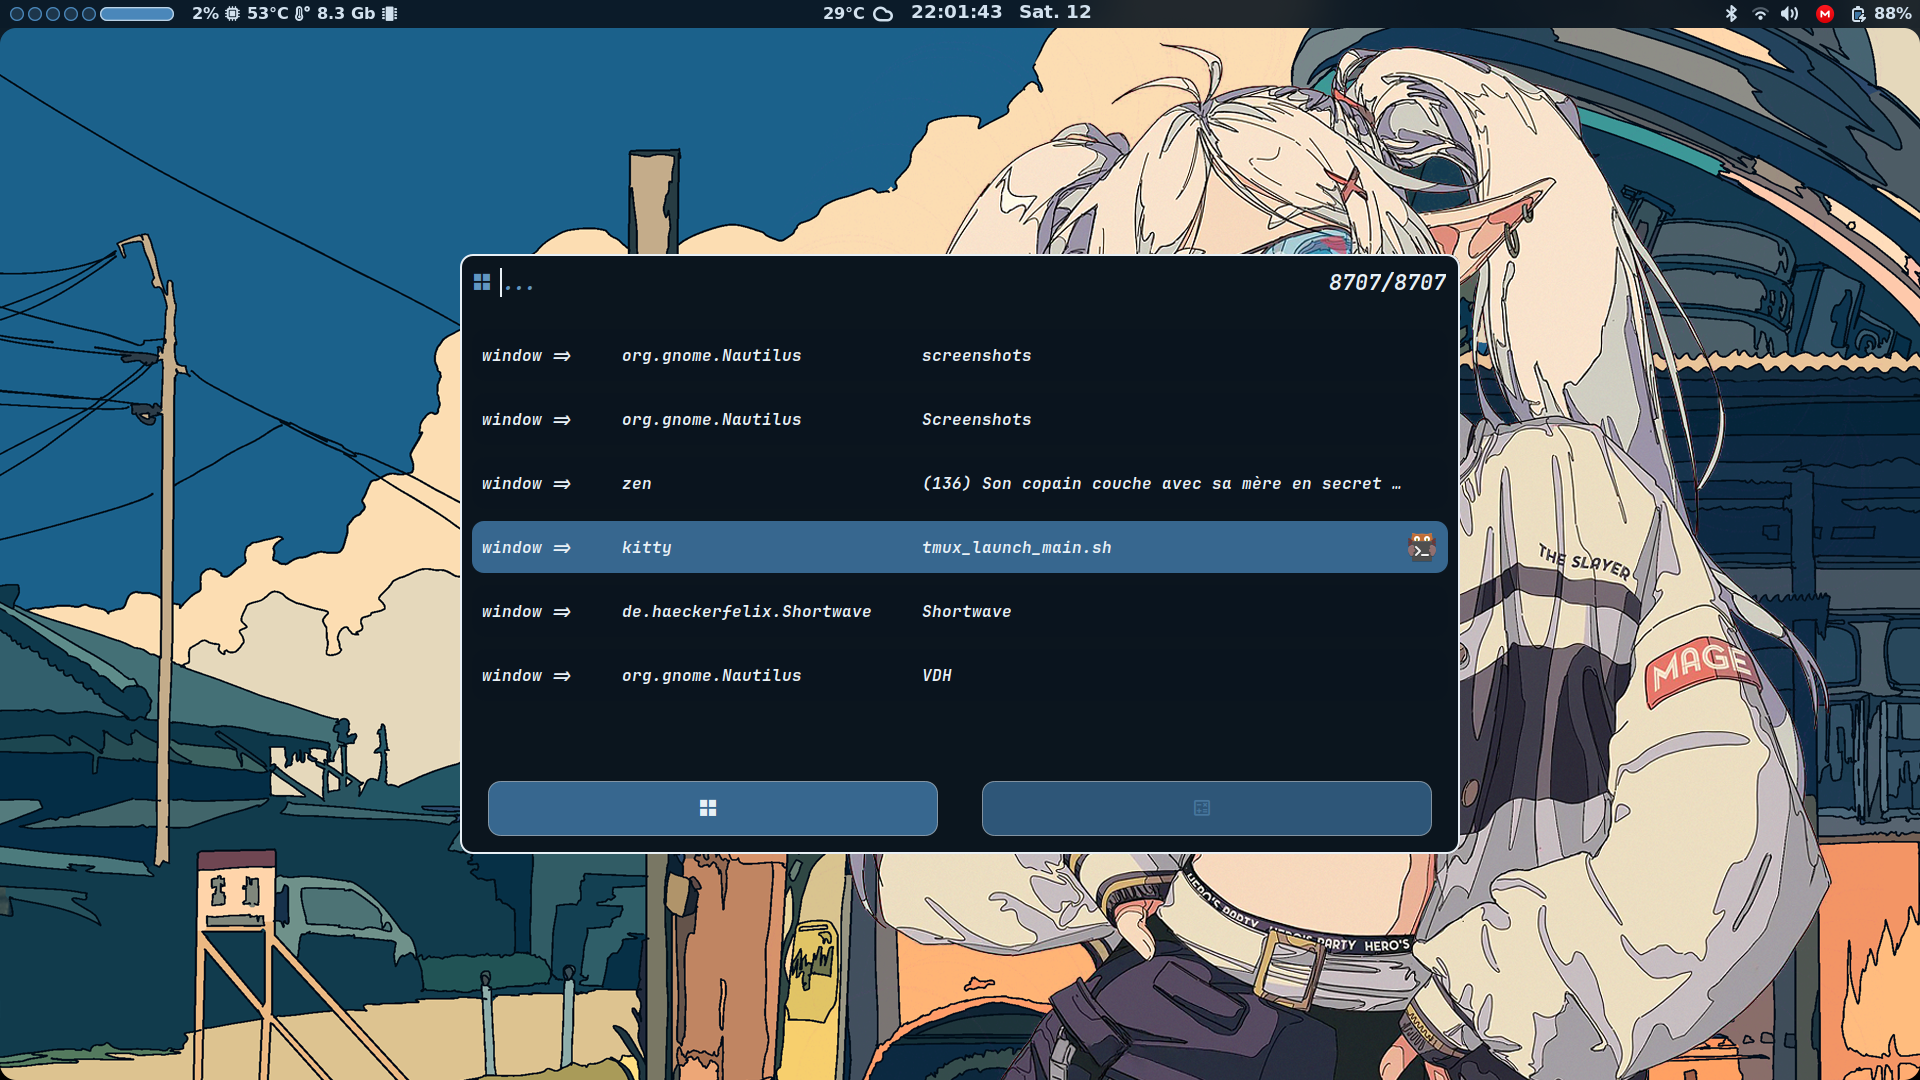 2% 53°C 8.3 Gb
29°C 22:01:43 Sat. 12
88%
... 8707/8707
window ⇒ org.gnome.Nautilus screenshots
window ⇒ org.gnome.Nautilus Screenshots
window ⇒ zen (136) Son copain couche avec sa mère en secret …
window ⇒ kitty tmux_launch_main.sh
window ⇒ de.haeckerfelix.Shortwave Shortwave
window ⇒ org.gnome.Nautilus VDH
THE SLAYER
MAGE
HERO'S PARTY HERO'S PARTY HERO'S